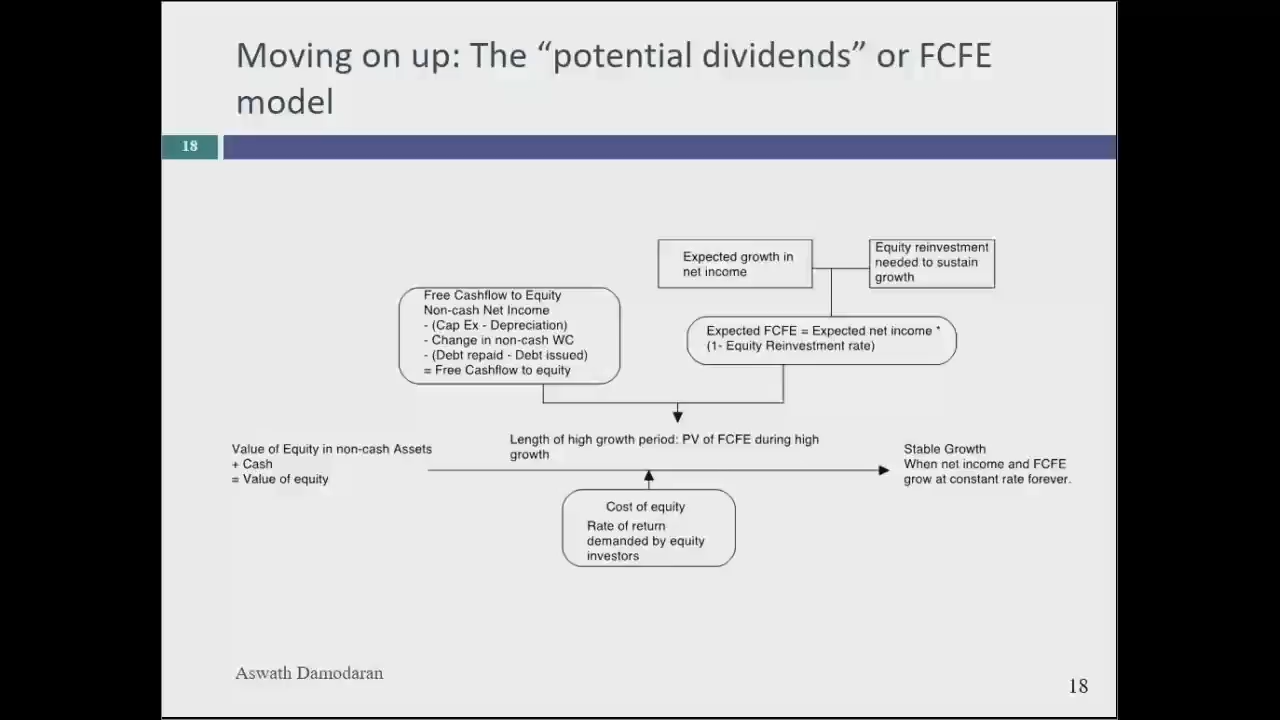 Moving on up: The “potential dividends” or FCFE
model
18
Expected growth in
net income
Equity reinvestment
needed to sustain
growth
Free Cashflow to Equity
Non-cash Net Income
- (Cap Ex - Depreciation)
- Change in non-cash WC
- (Debt repaid - Debt issued)
= Free Cashflow to equity
Expected FCFE = Expected net income *
(1- Equity Reinvestment rate)
Length of high growth period: PV of FCFE during high
growth
Value of Equity in non-cash Assets
+ Cash
= Value of equity
Stable Growth
When net income and FCFE
grow at constant rate forever.
Cost of equity
Rate of return
demanded by equity
investors
Aswath Damodaran
18